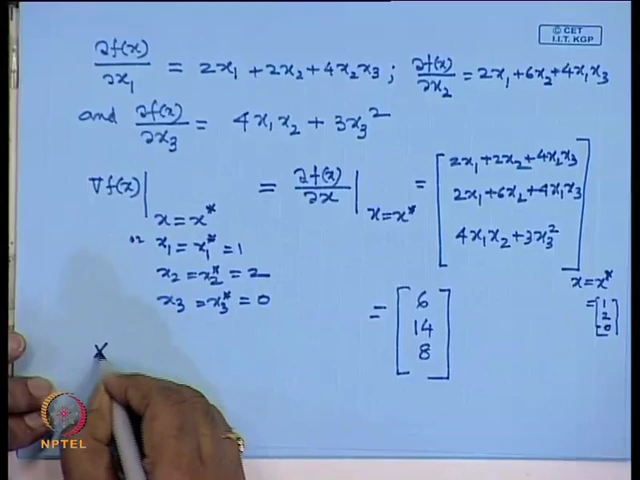 © CET
I.I.T. KGP
∂f(x)/∂x₁ = 2x₁ + 2x₂ + 4x₂x₃ ; ∂f(x)/∂x₂ = 2x₁ + 6x₂ + 4x₁x₃
and ∂f(x)/∂x₃ = 4x₁x₂ + 3x₃²
∇f(x)|x=x* = ∂f(x)/∂x|x=x* = [2x₁+2x₂+4x₂x₃
2x₁+6x₂+4x₁x₃
4x₁x₂+3x₃²] x=x*
x₁ = x₁* = 1
x₂ = x₂* = 2
x₃ = x₃* = 0
= [1
2
0]
= [6
14
8]
x
NPTEL